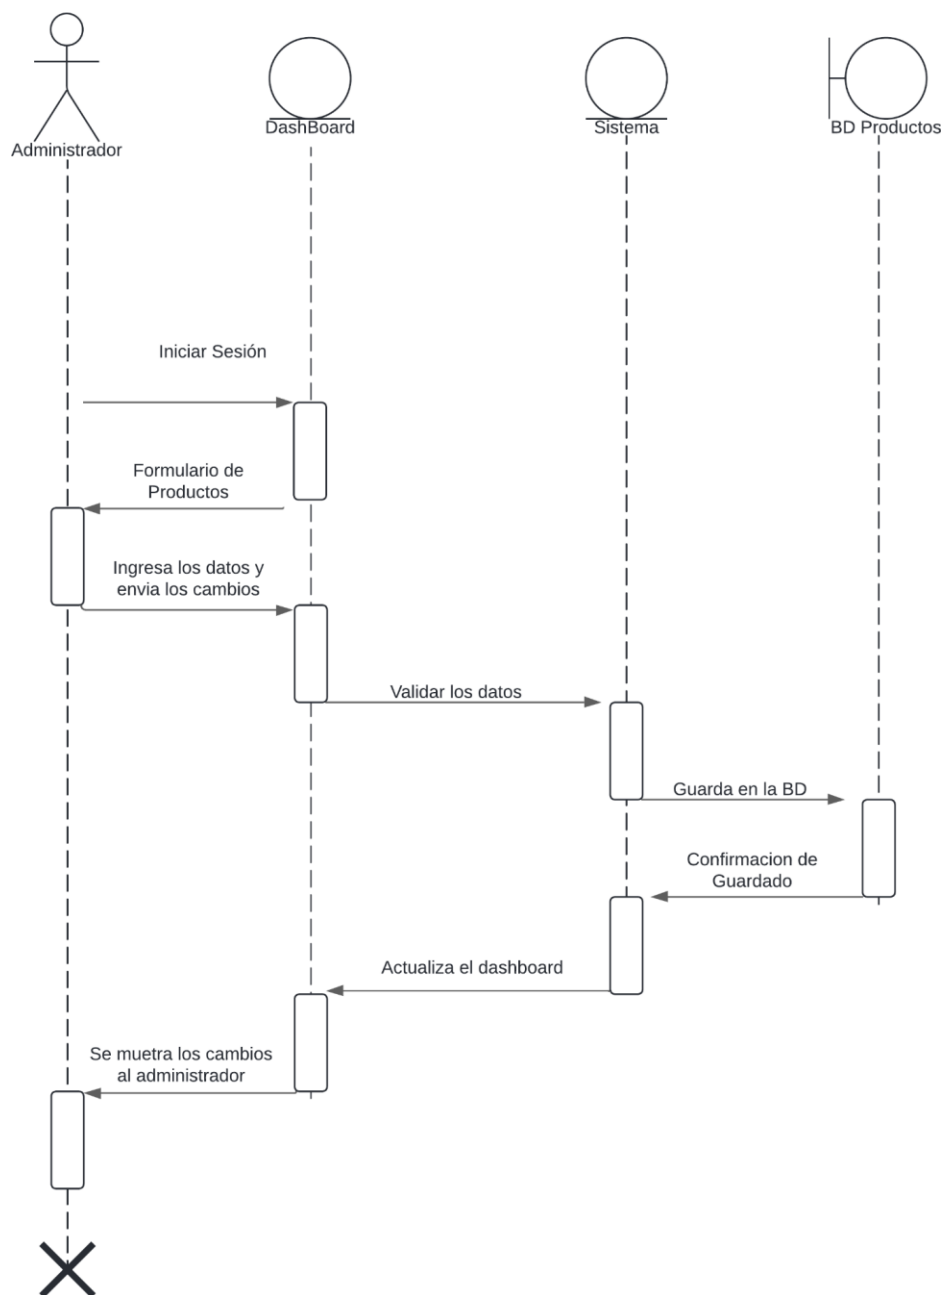 DashBoard
Sistema
BD Productos
Administrador
Iniciar Sesión
Formulario de
Productos
Ingresa los datos y
envia los cambios
Validar los datos
Guarda en la BD
Confirmacion de
Guardado
Actualiza el dashboard
Se muetra los cambios
al administrador